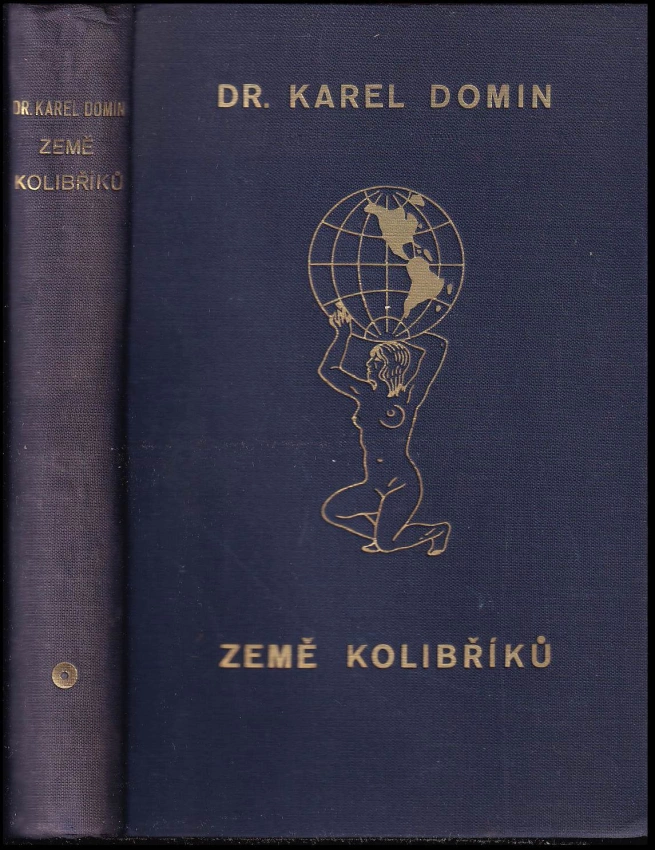 DR. KAREL DOMIN
ZEMĚ
KOLIBŘÍKŮ
DR. KAREL DOMIN
ZEMĚ KOLIBŘÍKŮ